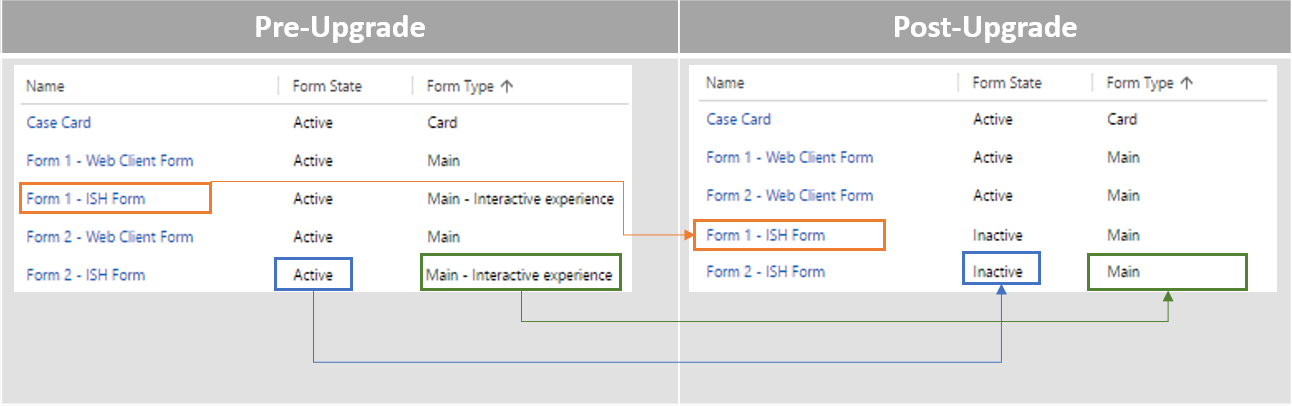 Pre-Upgrade
Name Form State Form Type ↑
Case Card Active Card
Form 1 - Web Client Form Active Main
Form 1 - ISH Form Active Main - Interactive experience
Form 2 - Web Client Form Active Main
Form 2 - ISH Form Active Main - Interactive experience
Post-Upgrade
Name Form State Form Type ↑
Case Card Active Card
Form 1 - Web Client Form Active Main
Form 2 - Web Client Form Active Main
Form 1 - ISH Form Inactive Main
Form 2 - ISH Form Inactive Main